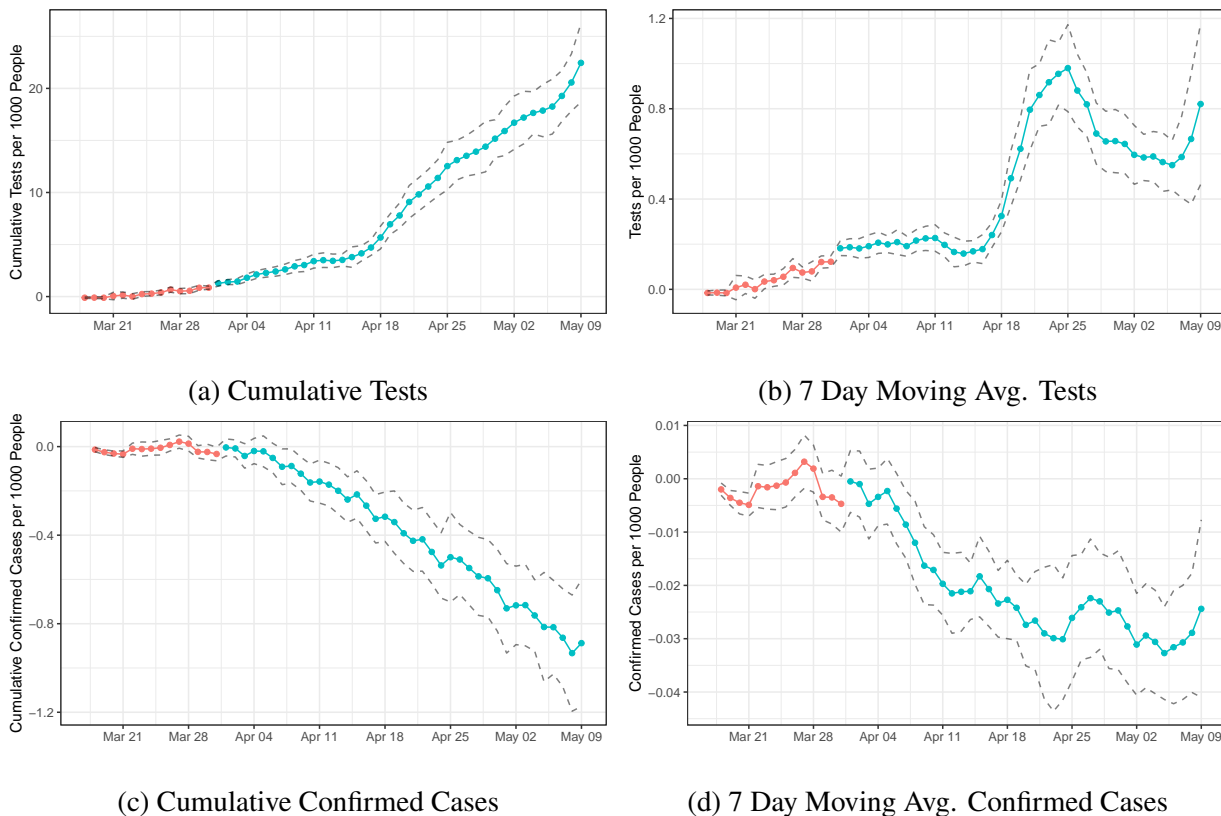 Cumulative Tests per 1000 People
20
10
0
Mar 21 Mar 28 Apr 04 Apr 11 Apr 18 Apr 25 May 02 May 09
(a) Cumulative Tests
Tests per 1000 People
1.2
0.8
0.4
0.0
Mar 21 Mar 28 Apr 04 Apr 11 Apr 18 Apr 25 May 02 May 09
(b) 7 Day Moving Avg. Tests
Cumulative Confirmed Cases per 1000 People
0.0
−0.4
−0.8
−1.2
Mar 21 Mar 28 Apr 04 Apr 11 Apr 18 Apr 25 May 02 May 09
(c) Cumulative Confirmed Cases
Confirmed Cases per 1000 People
0.01
0.00
−0.01
−0.02
−0.03
−0.04
Mar 21 Mar 28 Apr 04 Apr 11 Apr 18 Apr 25 May 02 May 09
(d) 7 Day Moving Avg. Confirmed Cases